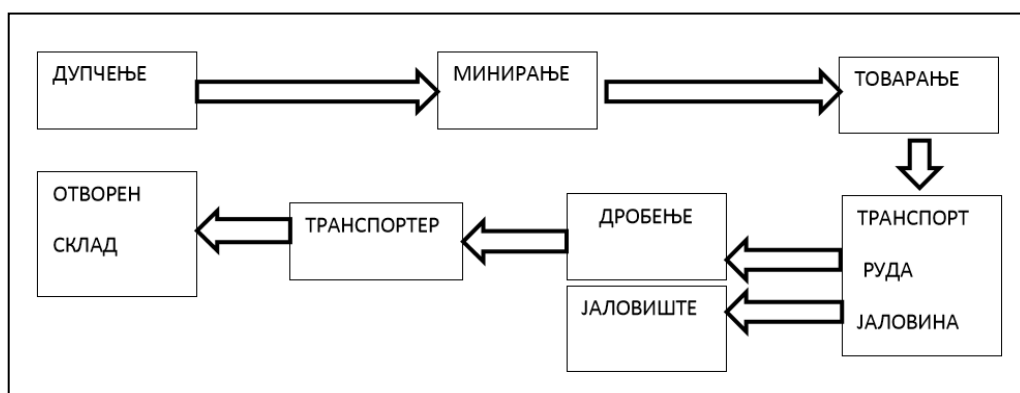 ДУПЧЕЊЕ
МИНИРАЊЕ
ТОВАРАЊЕ
ТРАНСПОРТ
РУДА
ЈАЛОВИНА
ДРОБЕЊЕ
ЈАЛОВИШТЕ
ТРАНСПОРТЕР
ОТВОРЕН
СКЛАД